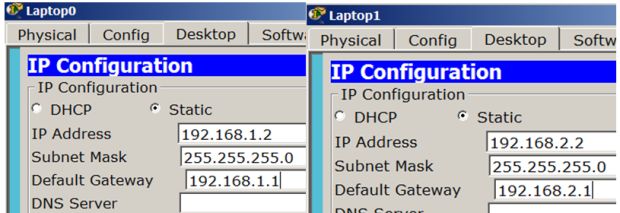 Laptop0
Physical Config Desktop Softwa
IP Configuration
IP Configuration
DHCP Static
IP Address 192.168.1.2
Subnet Mask 255.255.255.0
Default Gateway 192.168.1.1
DNS Server
Laptop1
Physical Config Desktop Softw
IP Configuration
IP Configuration
DHCP Static
IP Address 192.168.2.2
Subnet Mask 255.255.255.0
Default Gateway 192.168.2.1
DNS Server